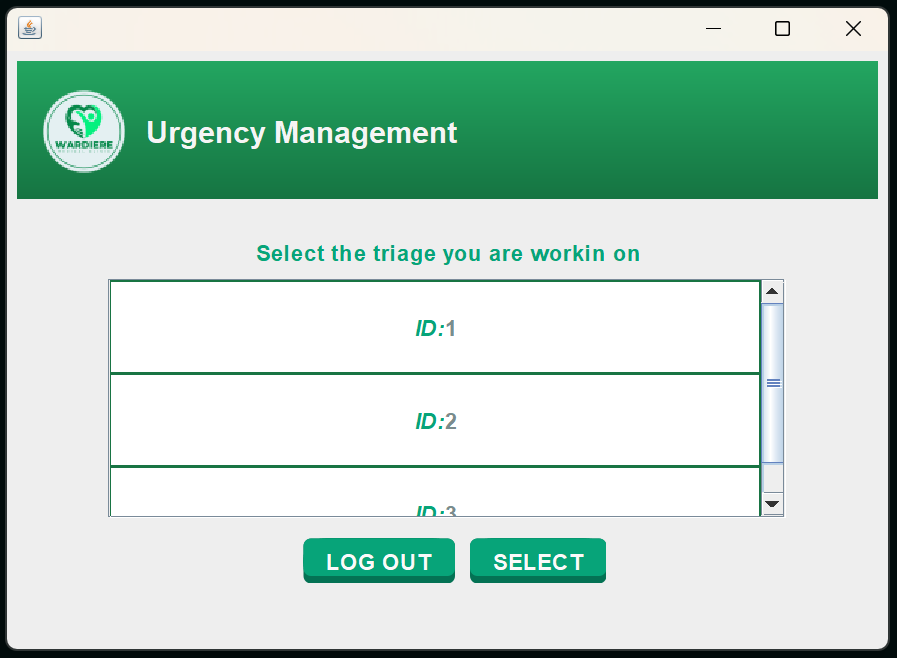 WARDIERE
Urgency Management
Select the triage you are workin on
ID:1
ID:2
ID:3
LOG OUT
SELECT